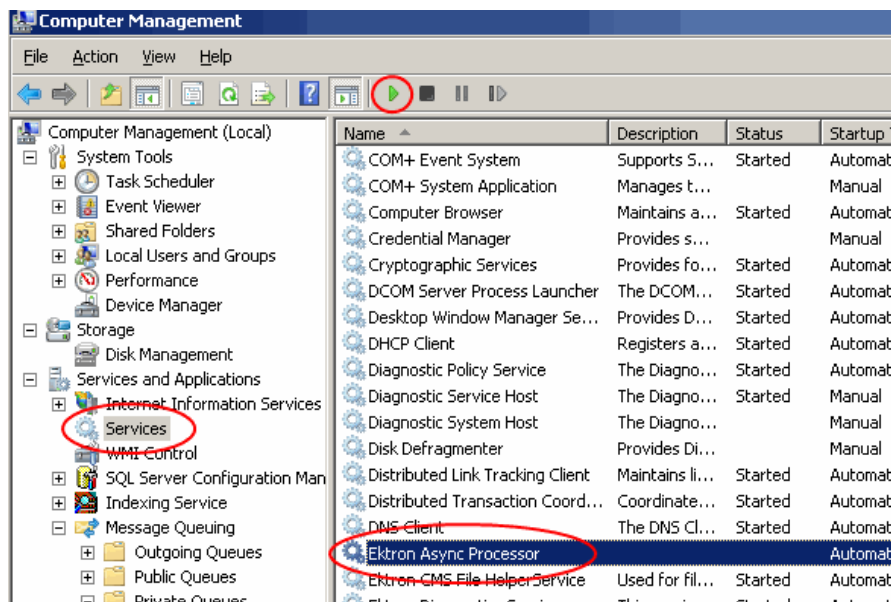 Computer Management
File Action View Help
Computer Management (Local)
System Tools
Task Scheduler
Event Viewer
Shared Folders
Local Users and Groups
Performance
Device Manager
Storage
Disk Management
Services and Applications
Internet Information Services
Services
WMI Control
SQL Server Configuration Man
Indexing Service
Message Queuing
Outgoing Queues
Public Queues
Private Queues
Name Description Status Startup
COM+ Event System Supports S... Started Automat
COM+ System Application Manages t... Manual
Computer Browser Maintains a... Started Automat
Credential Manager Provides s... Manual
Cryptographic Services Provides fo... Started Automat
DCOM Server Process Launcher The DCOM... Started Automat
Desktop Window Manager Se... Provides D... Started Automat
DHCP Client Registers a... Started Automat
Diagnostic Policy Service The Diagno... Started Automat
Diagnostic Service Host The Diagno... Started Manual
Diagnostic System Host The Diagno... Manual
Disk Defragmenter Provides Di... Manual
Distributed Link Tracking Client Maintains li... Started Automat
Distributed Transaction Coord... Coordinate... Started Automat
DNS Client The DNS Cl... Started Automat
Ektron Async Processor Automat
Ektron CMS File HelperService Used for fil... Started Automat